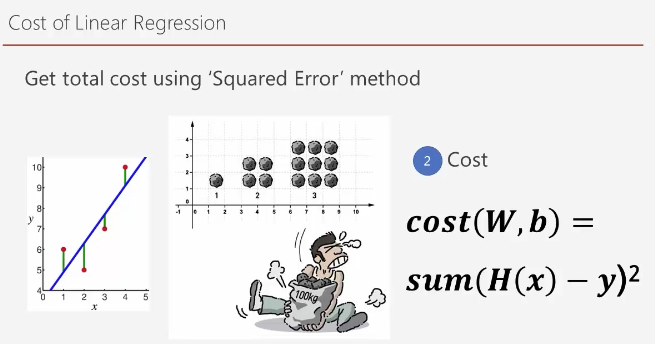 Cost of Linear Regression
Get total cost using 'Squared Error' method
10
9
8
7
6
5
4
y
0 1 2 3 4 5
x
4
3
2
1
0
1 2 3
-1 0 1 2 3 4 5 6 7 8 9 10
100kg
2 Cost
cost(W, b) =
sum(H(x) − y)2